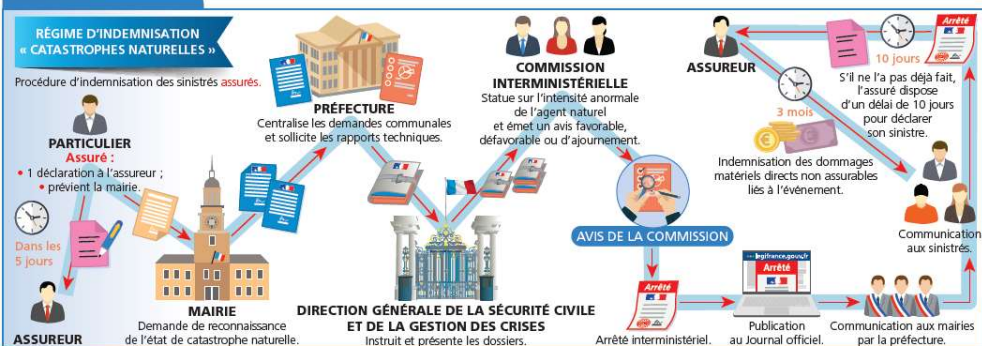 RÉGIME D'INDEMNISATION
« CATASTROPHES NATURELLES »
Procédure d'indemnisation des sinistrés assurés.
PARTICULIER
Assuré :
• 1 déclaration à l'assureur ;
• prévient la mairie.
Dans les
5 jours
ASSUREUR
MAIRIE
Demande de reconnaissance
de l'état de catastrophe naturelle.
PRÉFECTURE
Centralise les demandes communales
et sollicite les rapports techniques.
DIRECTION GÉNÉRALE DE LA SÉCURITÉ CIVILE
ET DE LA GESTION DES CRISES
Instruit et présente les dossiers.
COMMISSION
INTERMINISTÉRIELLE
Statue sur l'intensité anormale
de l'agent naturel
et émet un avis favorable,
défavorable ou d'ajournement.
AVIS DE LA COMMISSION
Arrêté
Arrêté interministériel.
legifrance.gouv.fr
Arrêté
Publication
au Journal officiel.
Communication aux mairies
par la préfecture.
Communication
aux sinistrés.
Arrêté
10 jours
S'il ne l'a pas déjà fait,
l'assuré dispose
d'un délai de 10 jours
pour déclarer
son sinistre.
ASSUREUR
3 mois
Indemnisation des dommages
matériels directs non assurables
liés à l'événement.